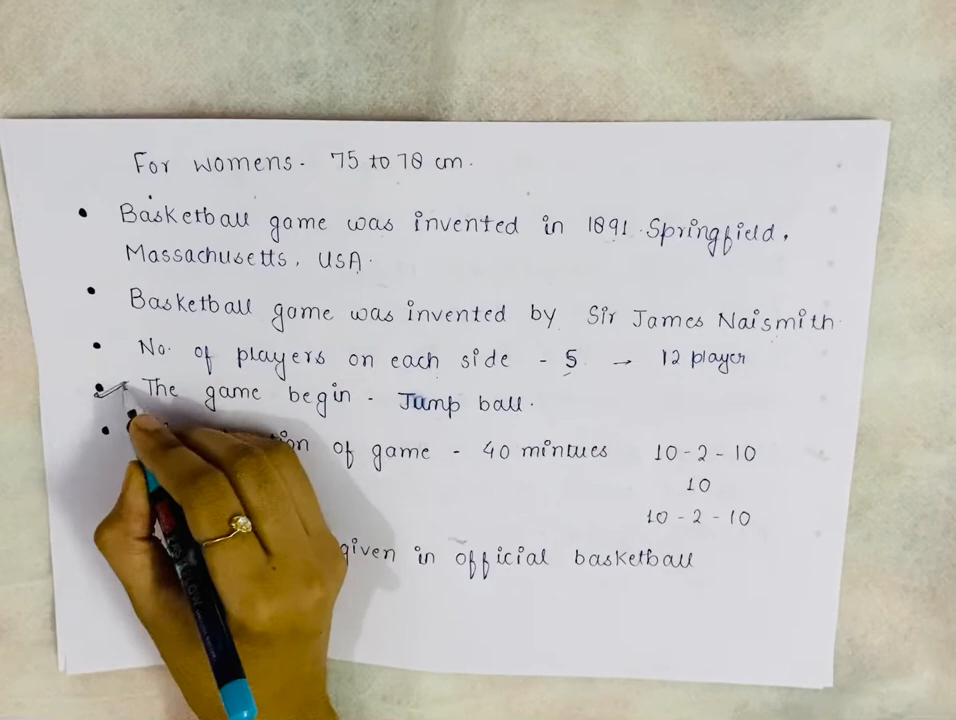 For womens. 75 to 78 cm.
Basketball game was invented in 1891. Springfield,
Massachusetts, USA.
Basketball game was invented by Sir James Naismith.
No. of players on each side - 5 → 12 player
The game begin - Jump ball.
of game - 40 mintues 10 - 2 - 10
10
10 - 2 - 10
given in official basketball